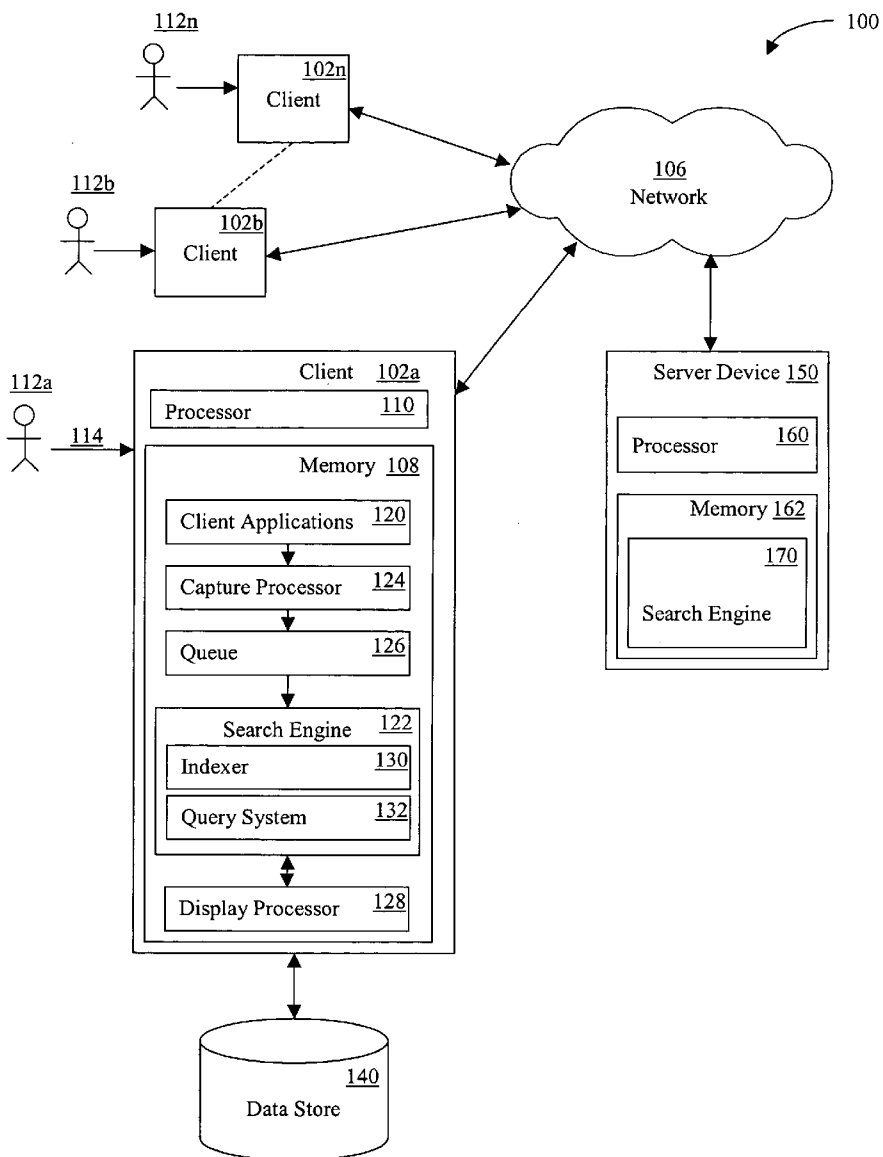 100
112n
102n
Client
106
Network
112b
102b
Client
Client 102a
Processor 110
112a
114
Memory 108
Client Applications 120
Capture Processor 124
Queue 126
Search Engine 122
Indexer 130
Query System 132
Display Processor 128
Server Device 150
Processor 160
Memory 162
170
Search Engine
140
Data Store